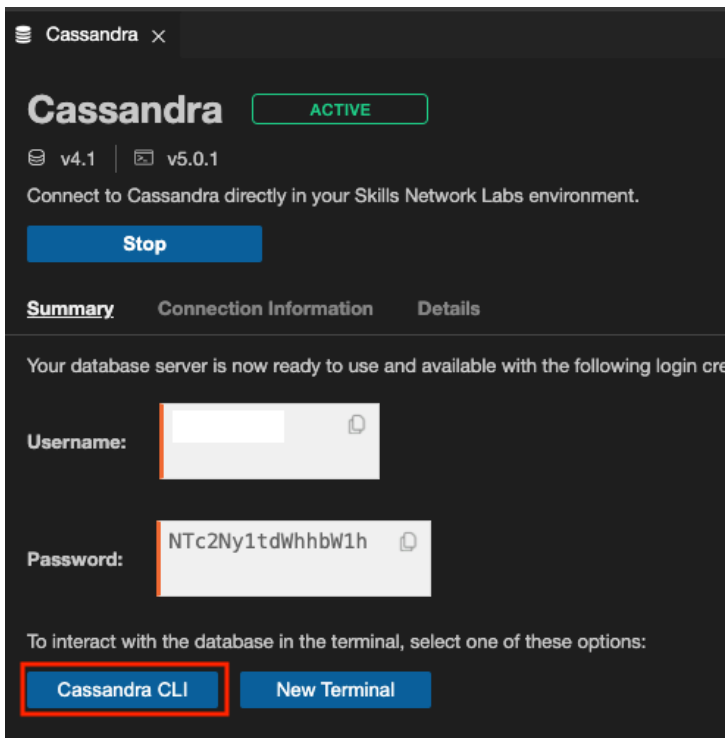 Cassandra
Cassandra ACTIVE
v4.1 v5.0.1
Connect to Cassandra directly in your Skills Network Labs environment.
Stop
Summary Connection Information Details
Your database server is now ready to use and available with the following login cre
Username:
NTc2Ny1tdWhhbW1h
Password:
To interact with the database in the terminal, select one of these options:
Cassandra CLI New Terminal